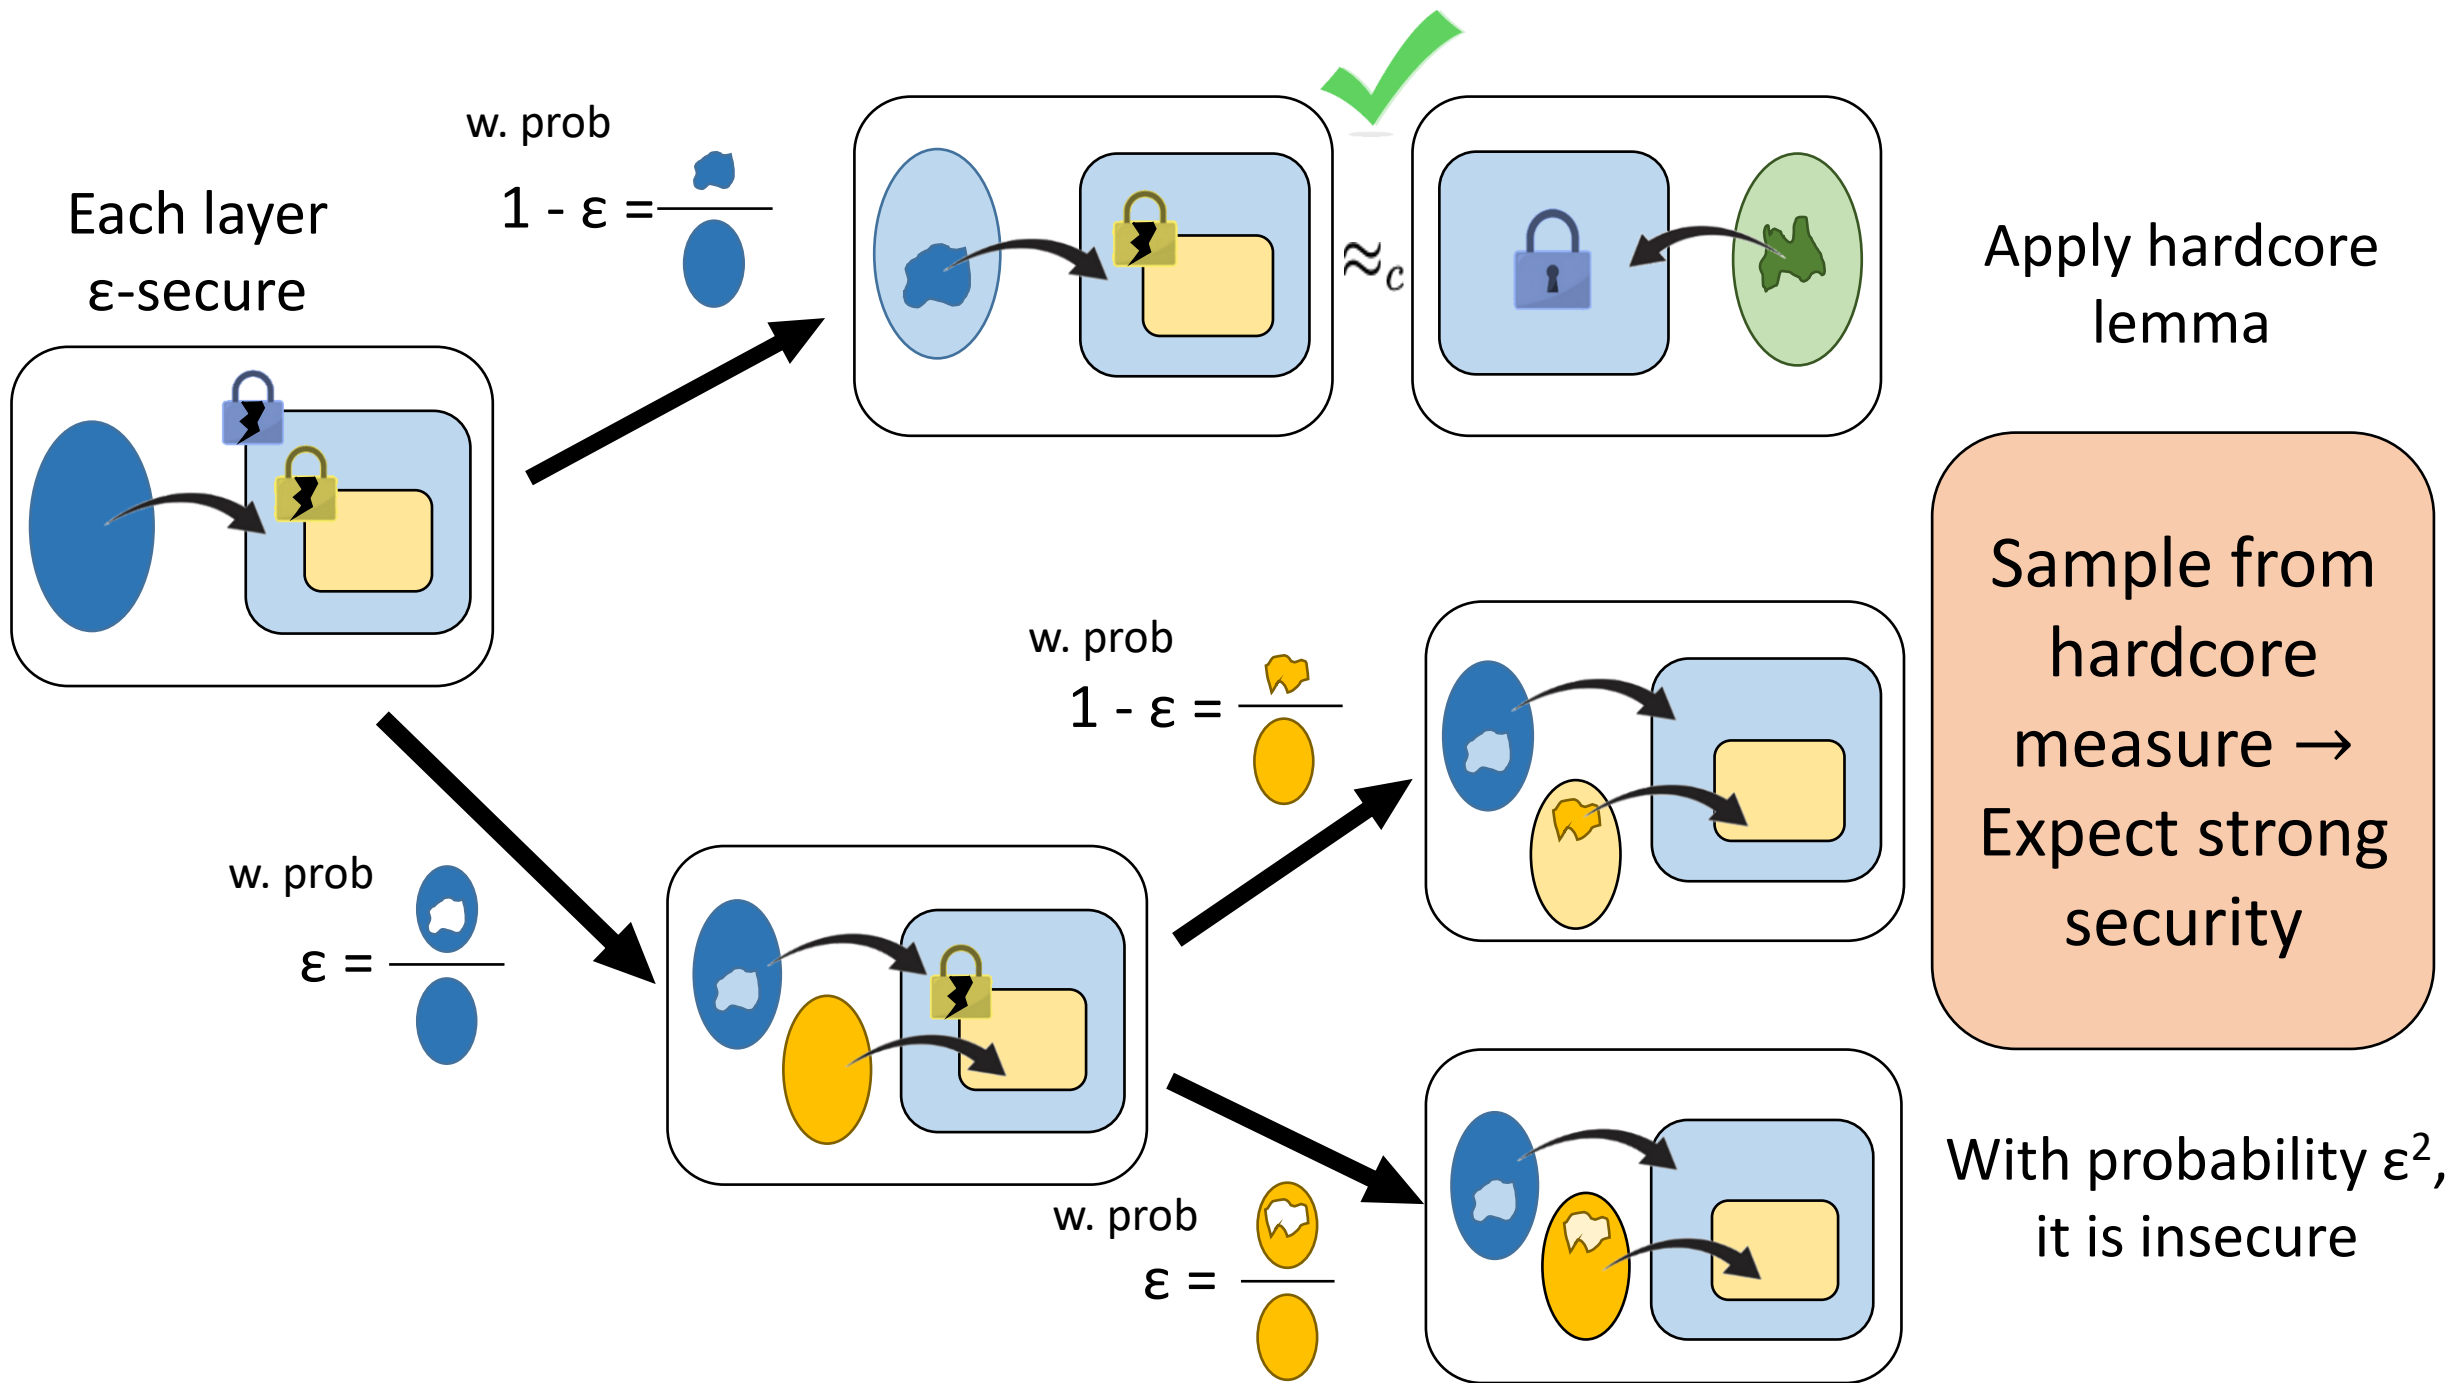 Each layer
ε-secure
w. prob
1 - ε =
≈c
Apply hardcore
lemma
w. prob
ε =
w. prob
1 - ε =
w. prob
ε =
Sample from
hardcore
measure →
Expect strong
security
With probability ε²,
it is insecure